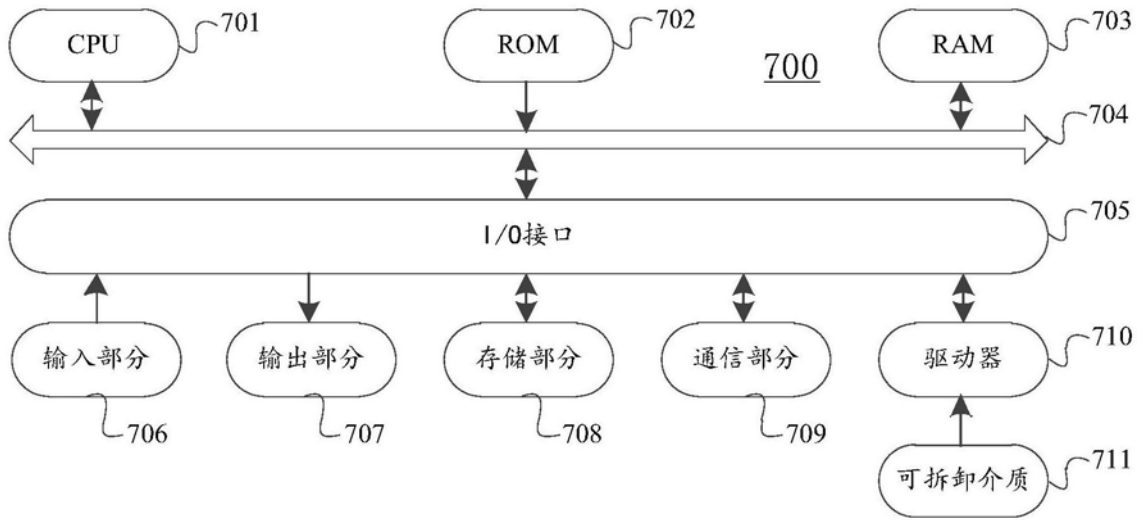 CPU
701
ROM
702
700
RAM
703
704
I/O接口
705
输入部分
706
输出部分
707
存储部分
708
通信部分
709
驱动器
710
可拆卸介质
711